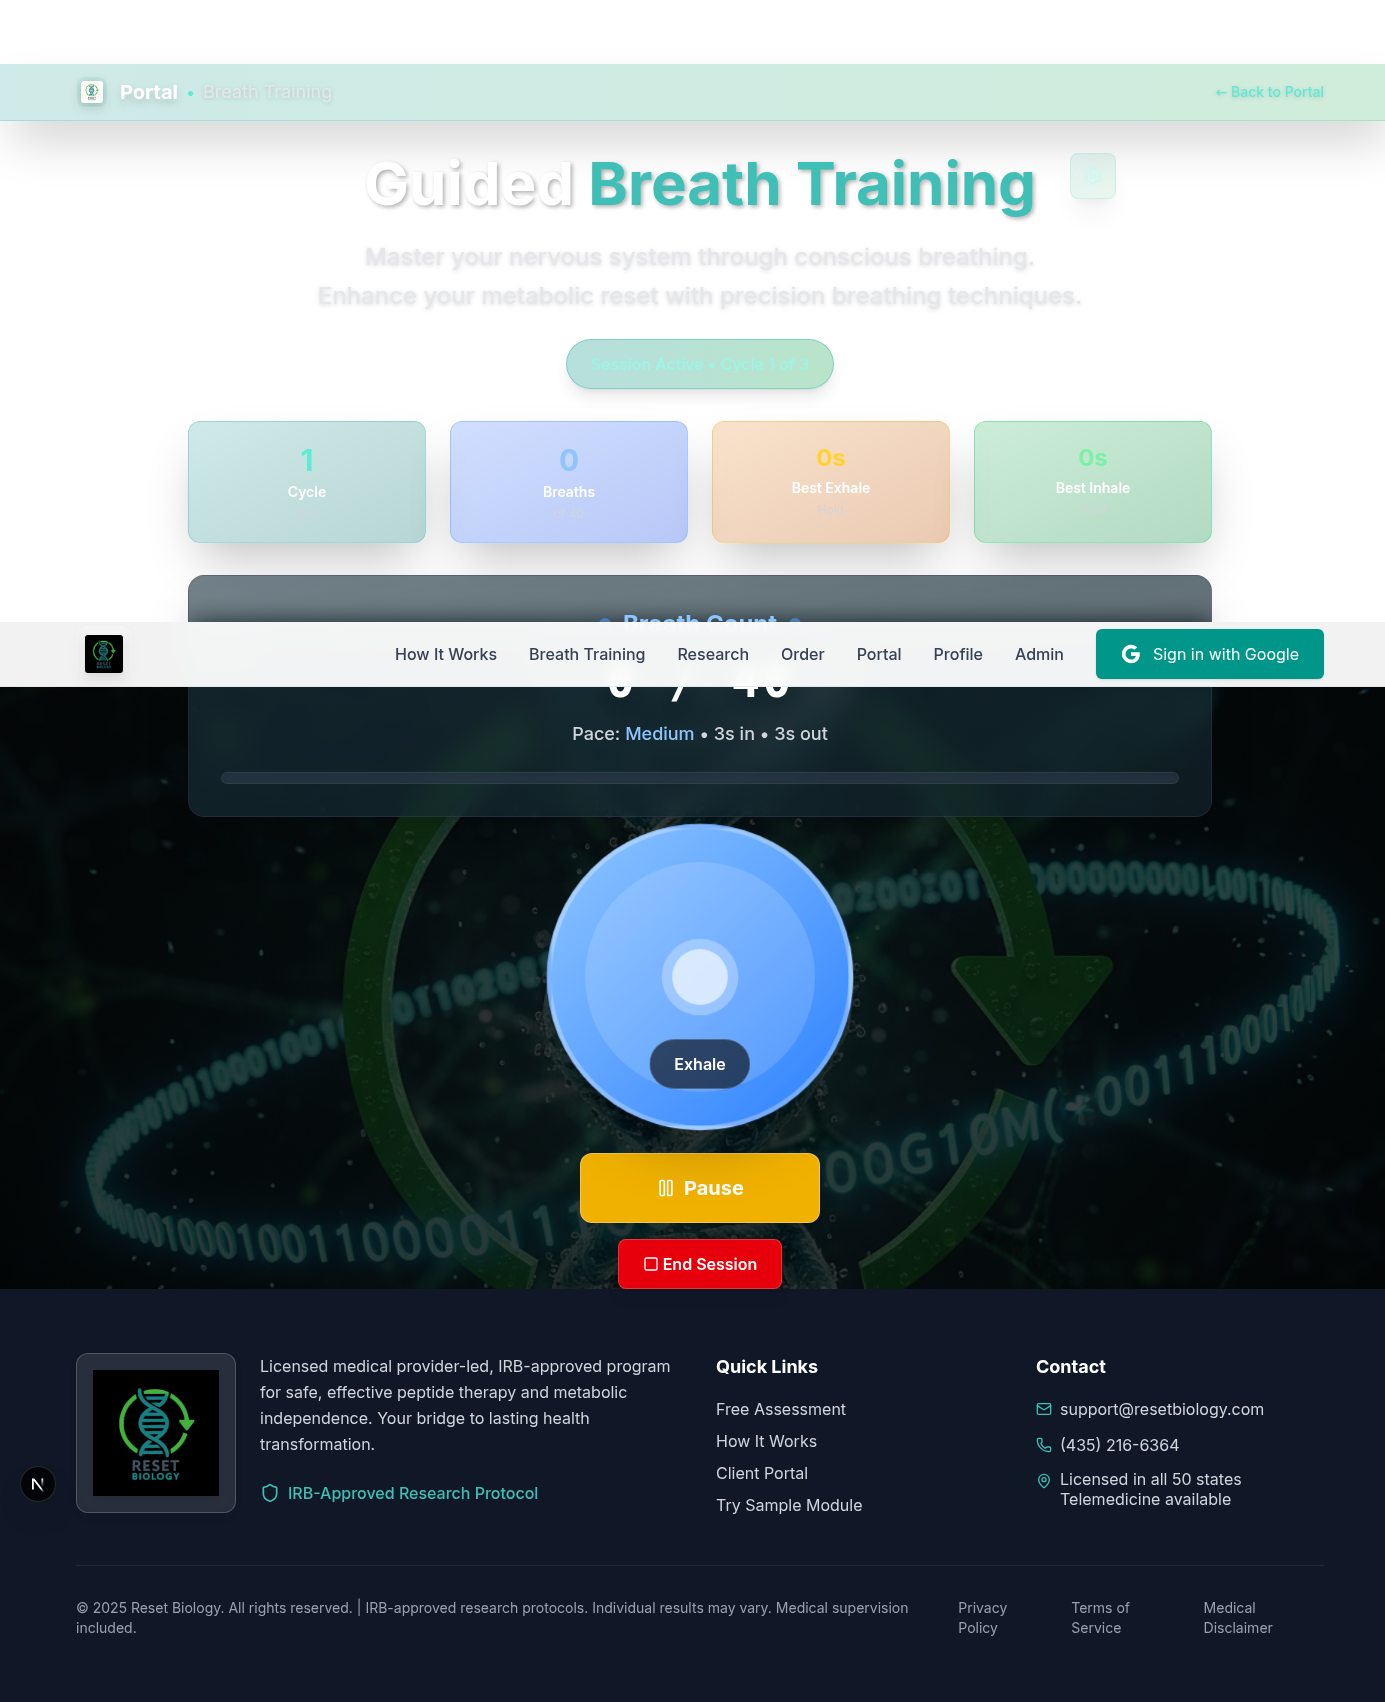 Portal • Breath Training
← Back to Portal
Guided Breath Training
Master your nervous system through conscious breathing.
Enhance your metabolic reset with precision breathing techniques.
Session Active • Cycle 1 of 3
1
Cycle
0
Breaths
of 40
0s
Best Exhale
0s
Best Inhale
Breath Count
How It Works
Breath Training
Research
Order
Portal
Profile
Admin
Sign in with Google
0 / 40
Pace: Medium • 3s in • 3s out
Exhale
Pause
End Session
RESET
BIOLOGY
Licensed medical provider-led, IRB-approved program
for safe, effective peptide therapy and metabolic
independence. Your bridge to lasting health
transformation.
IRB-Approved Research Protocol
Quick Links
Free Assessment
How It Works
Client Portal
Try Sample Module
Contact
support@resetbiology.com
(435) 216-6364
Licensed in all 50 states
Telemedicine available
N
© 2025 Reset Biology. All rights reserved. | IRB-approved research protocols. Individual results may vary. Medical supervision
included.
Privacy
Policy
Terms of
Service
Medical
Disclaimer